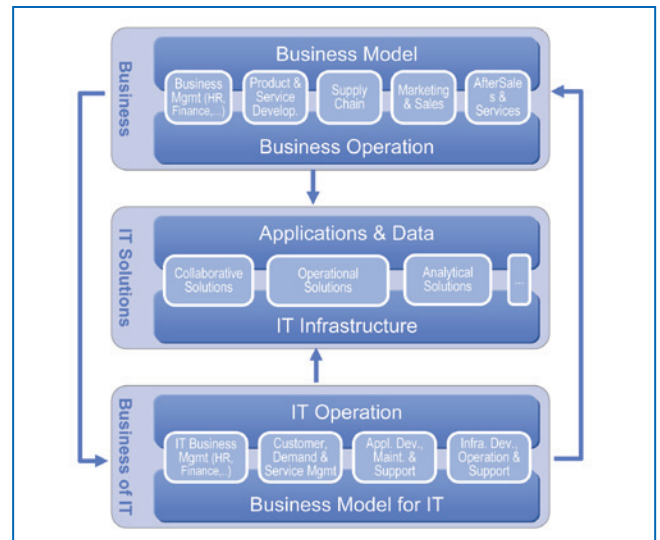 Business
Business Model
Business
Mgmt (HR,
Finance,...)
Product &
Service
Develop.
Supply
Chain
Marketing
& Sales
AfterSale
s &
Services
Business Operation
IT Solutions
Applications & Data
Collaborative
Solutions
Operational
Solutions
Analytical
Solutions
...
IT Infrastructure
Business of IT
IT Operation
IT Business
Mgmt (HR,
Finance,..)
Customer,
Demand &
Service Mgmt
Appl. Dev.,
Maint. &
Support
Infra. Dev.,
Operation &
Support
Business Model for IT